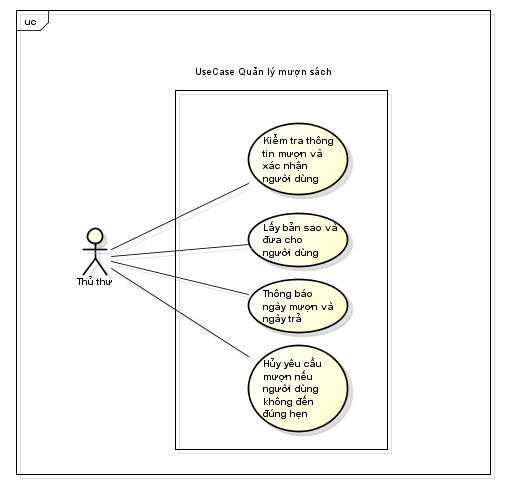 uc
UseCase Quản lý mượn sách
Kiểm tra thông
tin mượn và
xác nhận
người dùng
Lấy bản sao và
đưa cho
người dùng
Thủ thư
Thông báo
ngày mượn và
ngày trả
Hủy yêu cầu
mượn nếu
người dùng
không đến
đúng hẹn